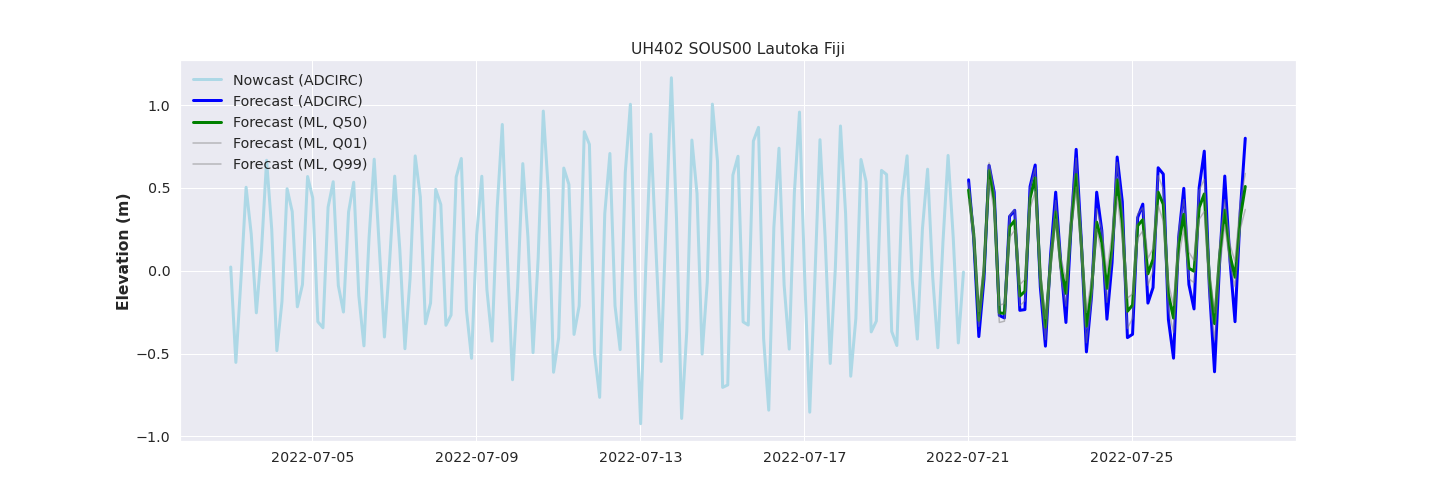 UH402 SOUS00 Lautoka Fiji
Nowcast (ADCIRC)
Forecast (ADCIRC)
Forecast (ML, Q50)
Forecast (ML, Q01)
Forecast (ML, Q99)
Elevation (m)
1.0
0.5
0.0
−0.5
−1.0
2022-07-05 2022-07-09 2022-07-13 2022-07-17 2022-07-21 2022-07-25